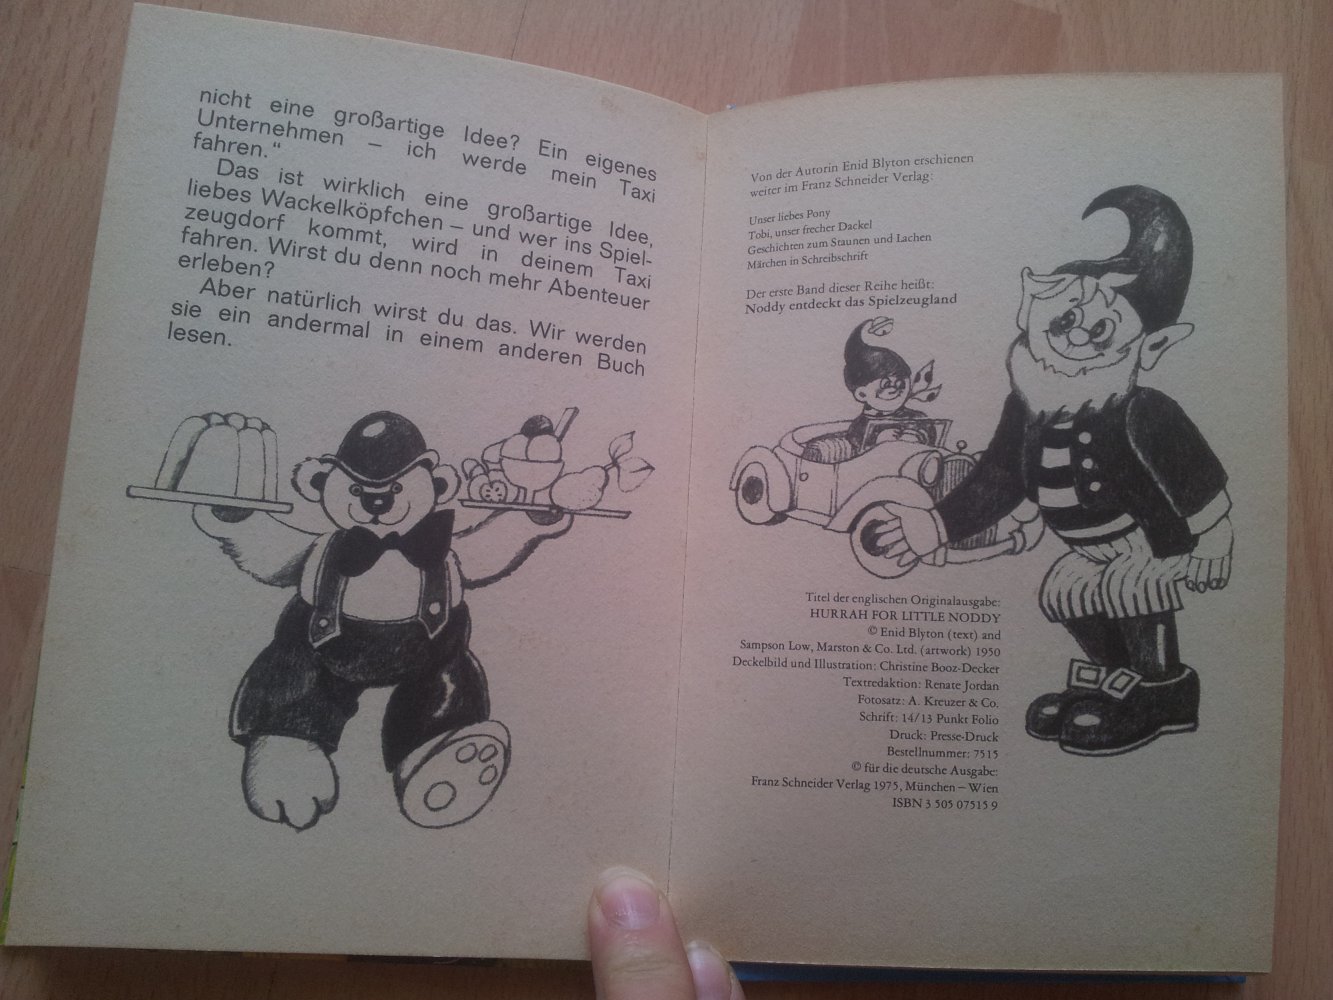 nicht eine großartige Idee? Ein eigenes
Unternehmen – ich werde mein Taxi
fahren.“
Das ist wirklich eine großartige Idee,
liebes Wackelköpfchen – und wer ins Spiel-
zeugdorf kommt, wird in deinem Taxi
fahren. Wirst du denn noch mehr Abenteuer
erleben?
Aber natürlich wirst du das. Wir werden
sie ein andermal in einem anderen Buch
lesen.
Von der Autorin Enid Blyton erschienen
weiter im Franz Schneider Verlag:
Unser liebes Pony
Tobi, unser frecher Dackel
Geschichten zum Staunen und Lachen
Märchen in Schreibschrift
Der erste Band dieser Reihe heißt:
Noddy entdeckt das Spielzeugland
Titel der englischen Originalausgabe:
HURRAH FOR LITTLE NODDY
© Enid Blyton (text) and
Sampson Low, Marston & Co. Ltd. (artwork) 1950
Deckelbild und Illustration: Christine Booz-Decker
Textredaktion: Renate Jordan
Fotosatz: A. Kreuzer & Co.
Schrift: 14/13 Punkt Folio
Druck: Presse-Druck
Bestellnummer: 7515
© für die deutsche Ausgabe:
Franz Schneider Verlag 1975, München – Wien
ISBN 3 505 07515 9